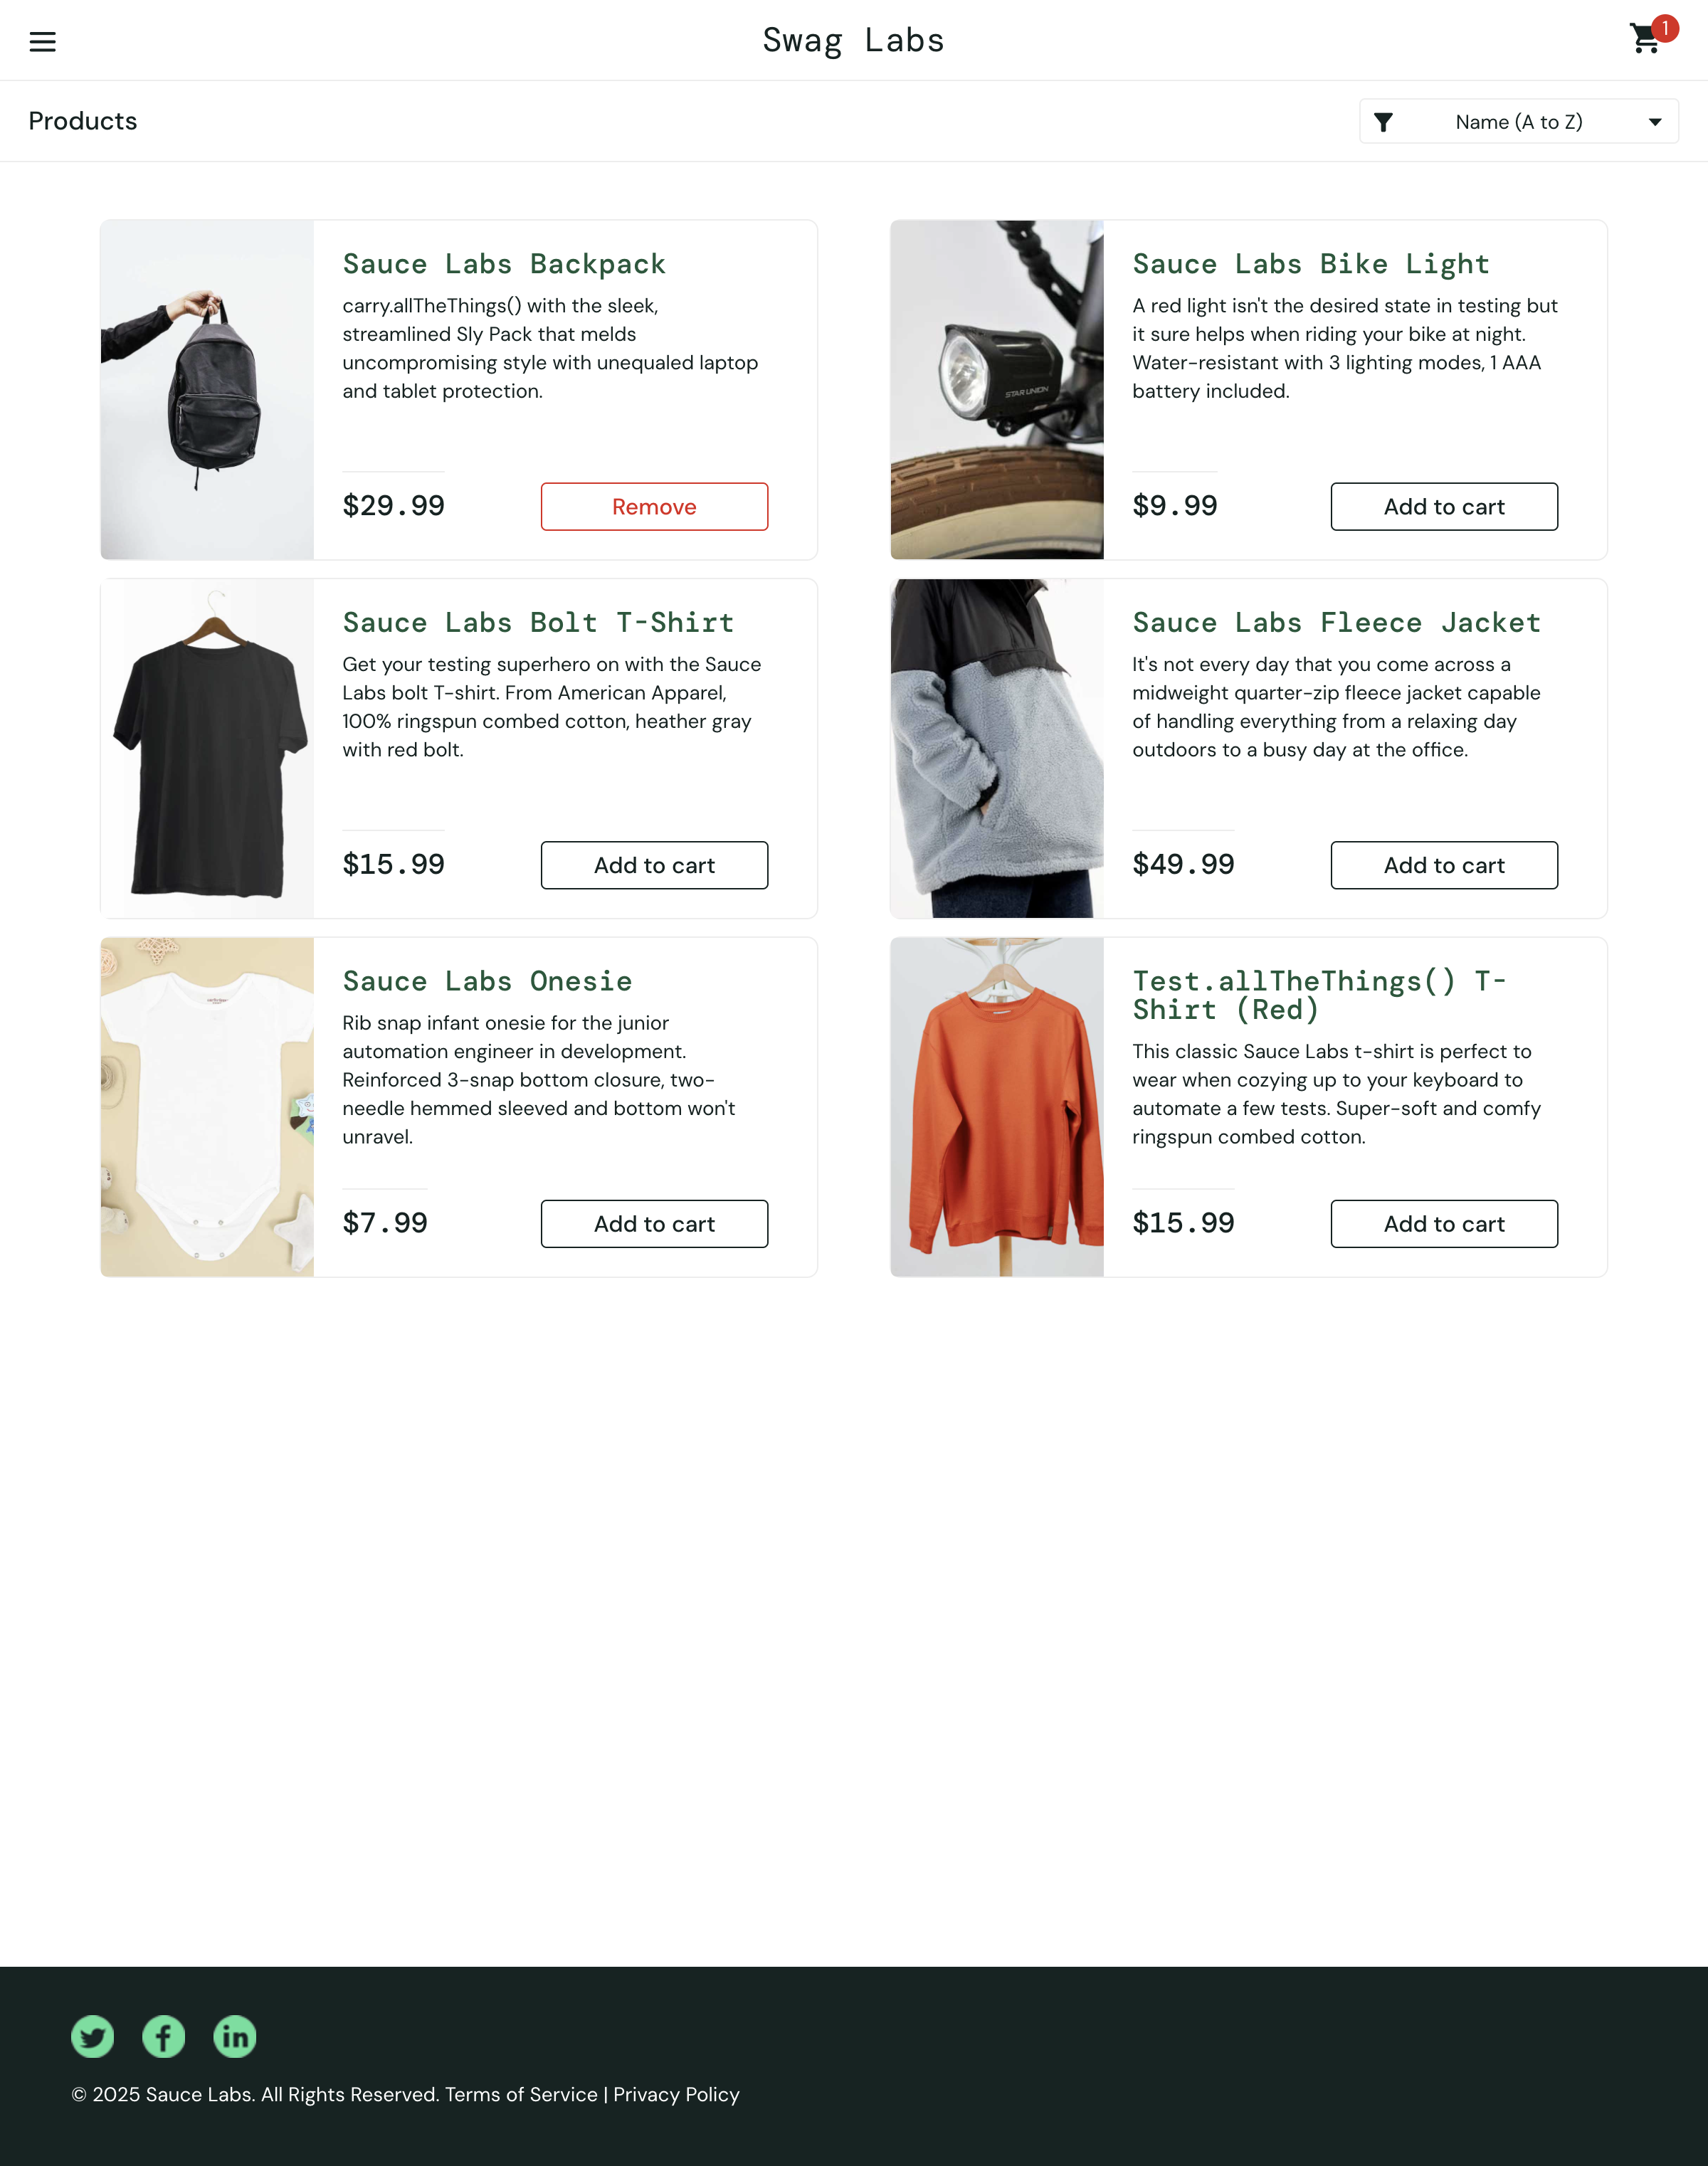 Swag Labs
1
Products
Name (A to Z)
Sauce Labs Backpack
carry.allTheThings() with the sleek,
streamlined Sly Pack that melds
uncompromising style with unequaled laptop
and tablet protection.
$29.99
Remove
Sauce Labs Bike Light
A red light isn't the desired state in testing but
it sure helps when riding your bike at night.
Water-resistant with 3 lighting modes, 1 AAA
battery included.
STAR UNION
$9.99
Add to cart
Sauce Labs Bolt T-Shirt
Get your testing superhero on with the Sauce
Labs bolt T-shirt. From American Apparel,
100% ringspun combed cotton, heather gray
with red bolt.
$15.99
Add to cart
Sauce Labs Fleece Jacket
It's not every day that you come across a
midweight quarter-zip fleece jacket capable
of handling everything from a relaxing day
outdoors to a busy day at the office.
$49.99
Add to cart
Sauce Labs Onesie
Rib snap infant onesie for the junior
automation engineer in development.
Reinforced 3-snap bottom closure, two-
needle hemmed sleeved and bottom won't
unravel.
$7.99
Add to cart
Test.allTheThings() T-
Shirt (Red)
This classic Sauce Labs t-shirt is perfect to
wear when cozying up to your keyboard to
automate a few tests. Super-soft and comfy
ringspun combed cotton.
$15.99
Add to cart
© 2025 Sauce Labs. All Rights Reserved. Terms of Service | Privacy Policy